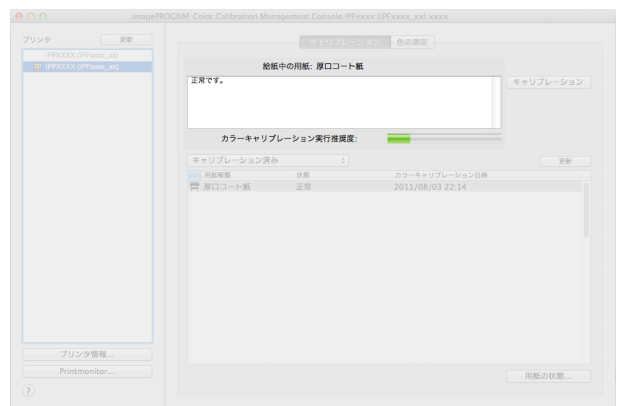 imagePROGRAF Color Calibration Management Console iPFxxxx (iPFxxxx_xx) xxxx
プリンタ
更新
iPFXXXX (iPFxxxx_xx)
iPFXXXX (iPFxxxx_xx)
プリンタ情報...
Printmonitor...
?
キャリブレーション 色の測定
給紙中の用紙: 厚口コート紙
正常です。
キャリブレーション
カラーキャリブレーション実行推奨度:
キャリブレーション済み
更新
用紙種類 状態 カラーキャリブレーション日時
厚口コート紙 正常 2011/08/03 22:14
用紙の状態...